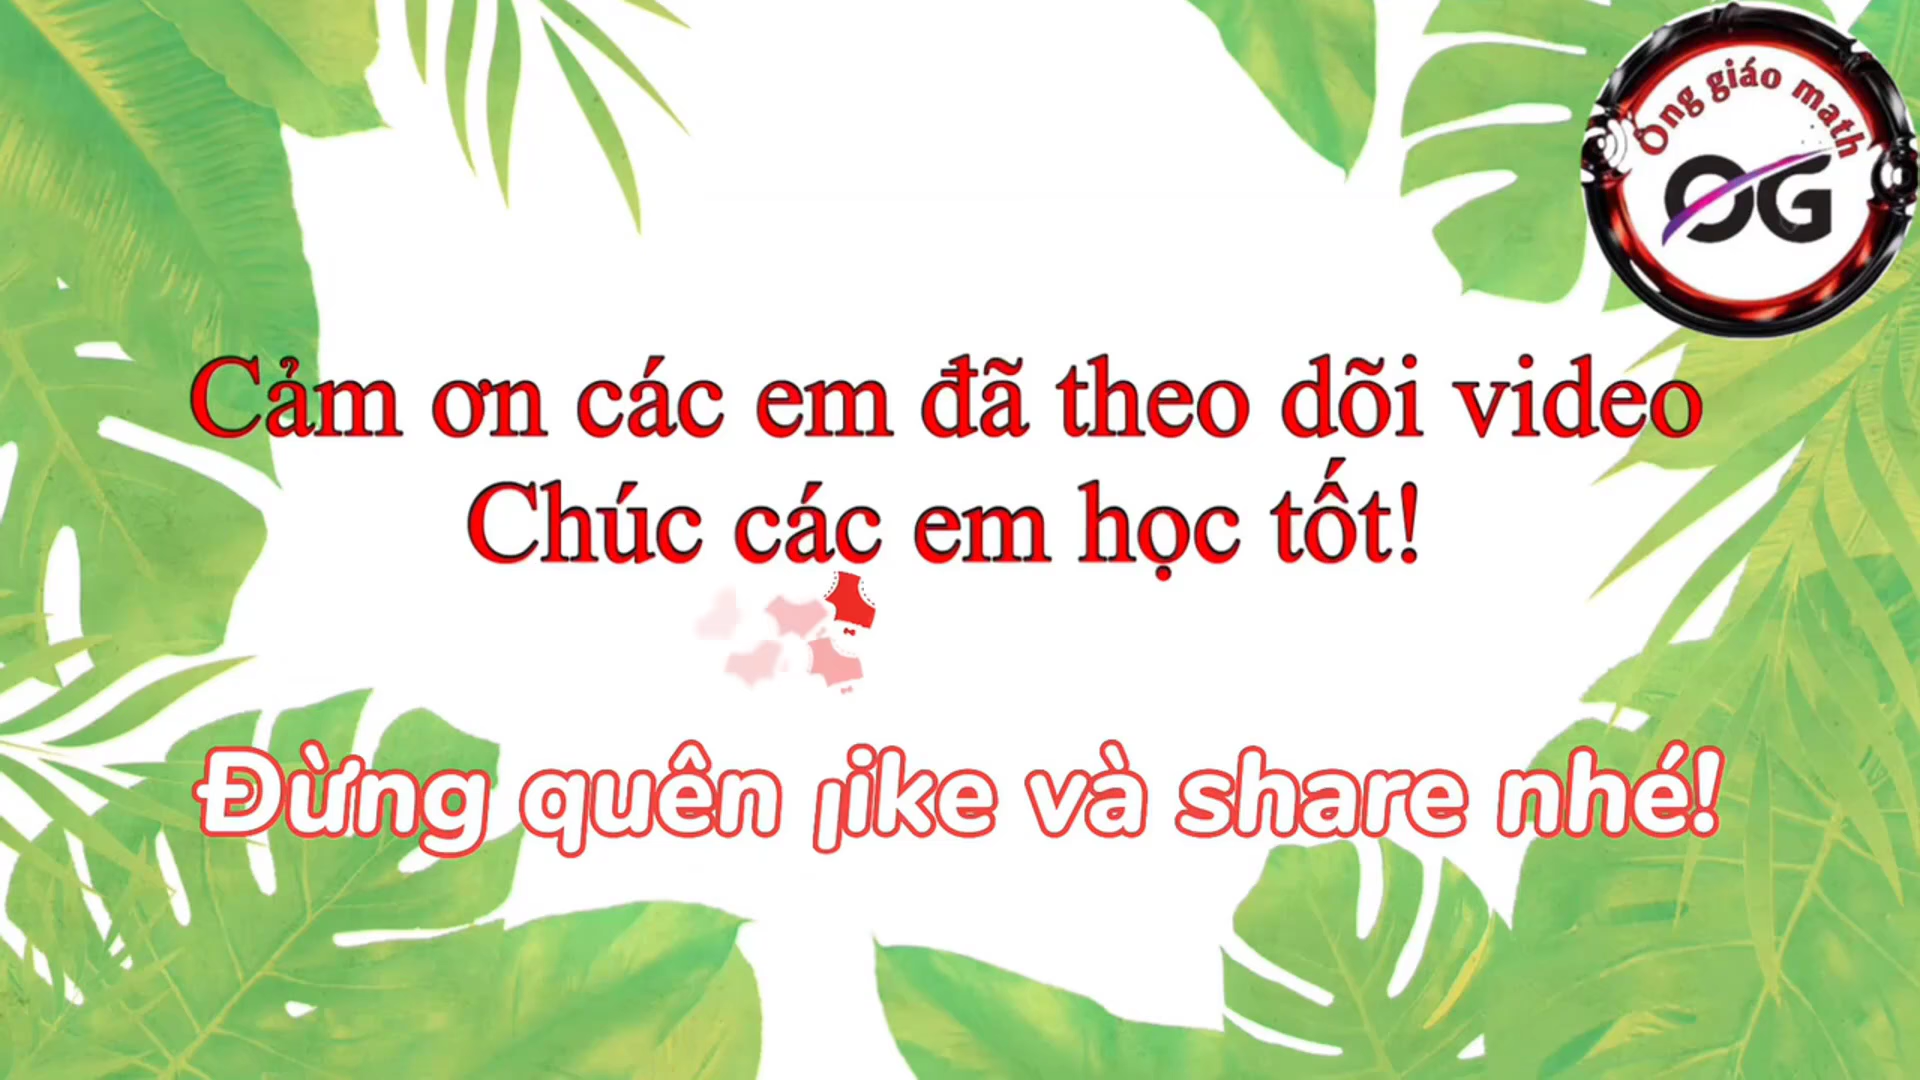 Ông giáo math
OG
Cảm ơn các em đã theo dõi video
Chúc các em học tốt!
Đừng quên like và share nhé!